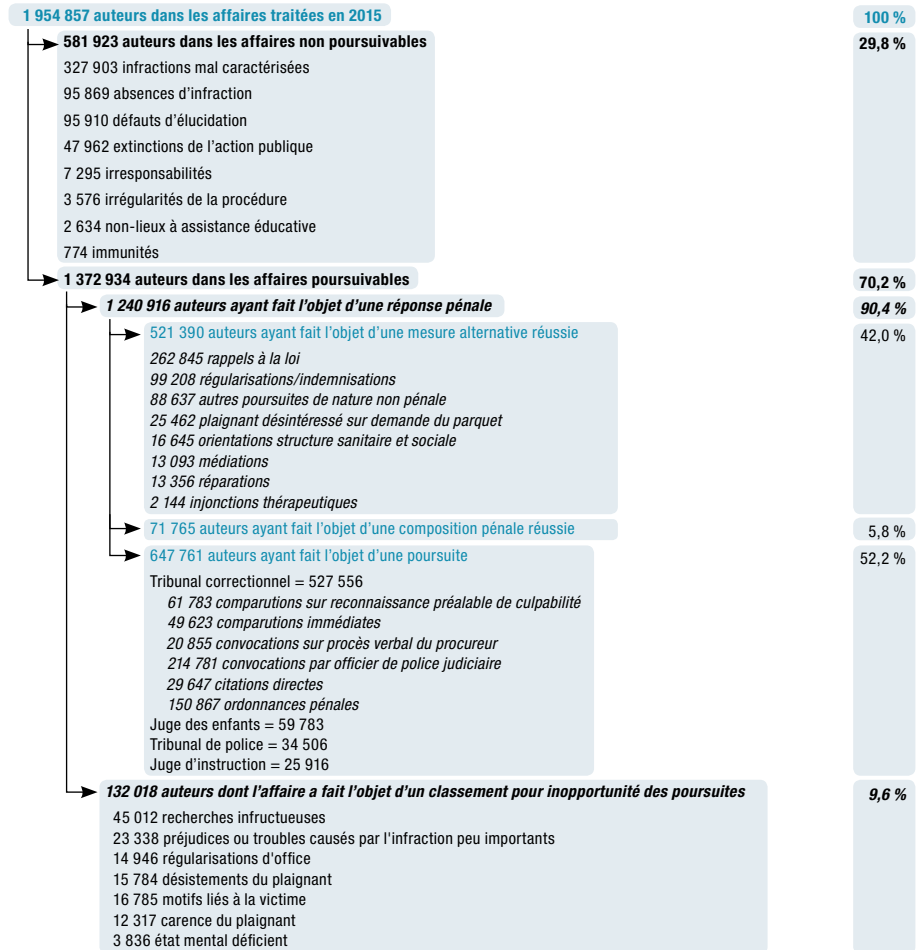 1 954 857 auteurs dans les affaires traitées en 2015 100 %
581 923 auteurs dans les affaires non poursuivables 29,8 %
327 903 infractions mal caractérisées
95 869 absences d'infraction
95 910 défauts d'élucidation
47 962 extinctions de l'action publique
7 295 irresponsabilités
3 576 irrégularités de la procédure
2 634 non-lieux à assistance éducative
774 immunités
1 372 934 auteurs dans les affaires poursuivables 70,2 %
1 240 916 auteurs ayant fait l'objet d'une réponse pénale 90,4 %
521 390 auteurs ayant fait l'objet d'une mesure alternative réussie 42,0 %
262 845 rappels à la loi
99 208 régularisations/indemnisations
88 637 autres poursuites de nature non pénale
25 462 plaignant désintéressé sur demande du parquet
16 645 orientations structure sanitaire et sociale
13 093 médiations
13 356 réparations
2 144 injonctions thérapeutiques
71 765 auteurs ayant fait l'objet d'une composition pénale réussie 5,8 %
647 761 auteurs ayant fait l'objet d'une poursuite 52,2 %
Tribunal correctionnel = 527 556
61 783 comparutions sur reconnaissance préalable de culpabilité
49 623 comparutions immédiates
20 855 convocations sur procès verbal du procureur
214 781 convocations par officier de police judiciaire
29 647 citations directes
150 867 ordonnances pénales
Juge des enfants = 59 783
Tribunal de police = 34 506
Juge d'instruction = 25 916
132 018 auteurs dont l'affaire a fait l'objet d'un classement pour inopportunité des poursuites 9,6 %
45 012 recherches infructueuses
23 338 préjudices ou troubles causés par l'infraction peu importants
14 946 régularisations d'office
15 784 désistements du plaignant
16 785 motifs liés à la victime
12 317 carence du plaignant
3 836 état mental déficient